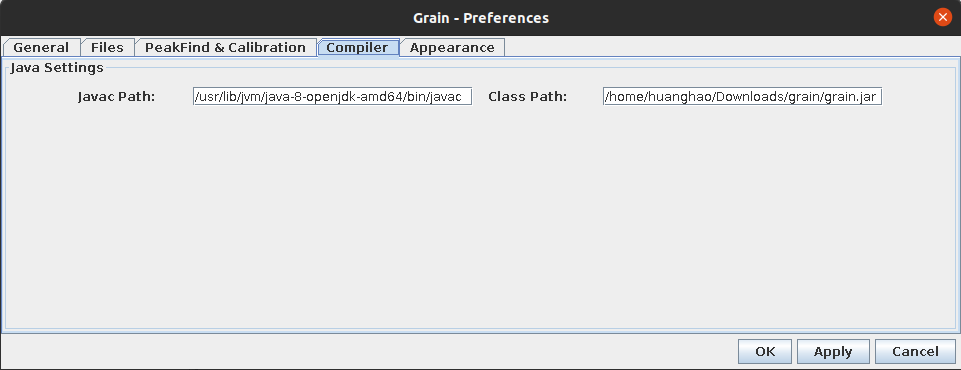 Grain - Preferences
General Files PeakFind & Calibration Compiler Appearance
Java Settings
Javac Path: /usr/lib/jvm/java-8-openjdk-amd64/bin/javac Class Path: /home/huanghao/Downloads/grain/grain.jar
OK Apply Cancel